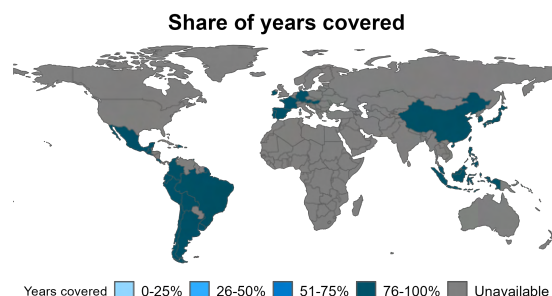 Share of years covered
Years covered 0-25% 26-50% 51-75% 76-100% Unavailable